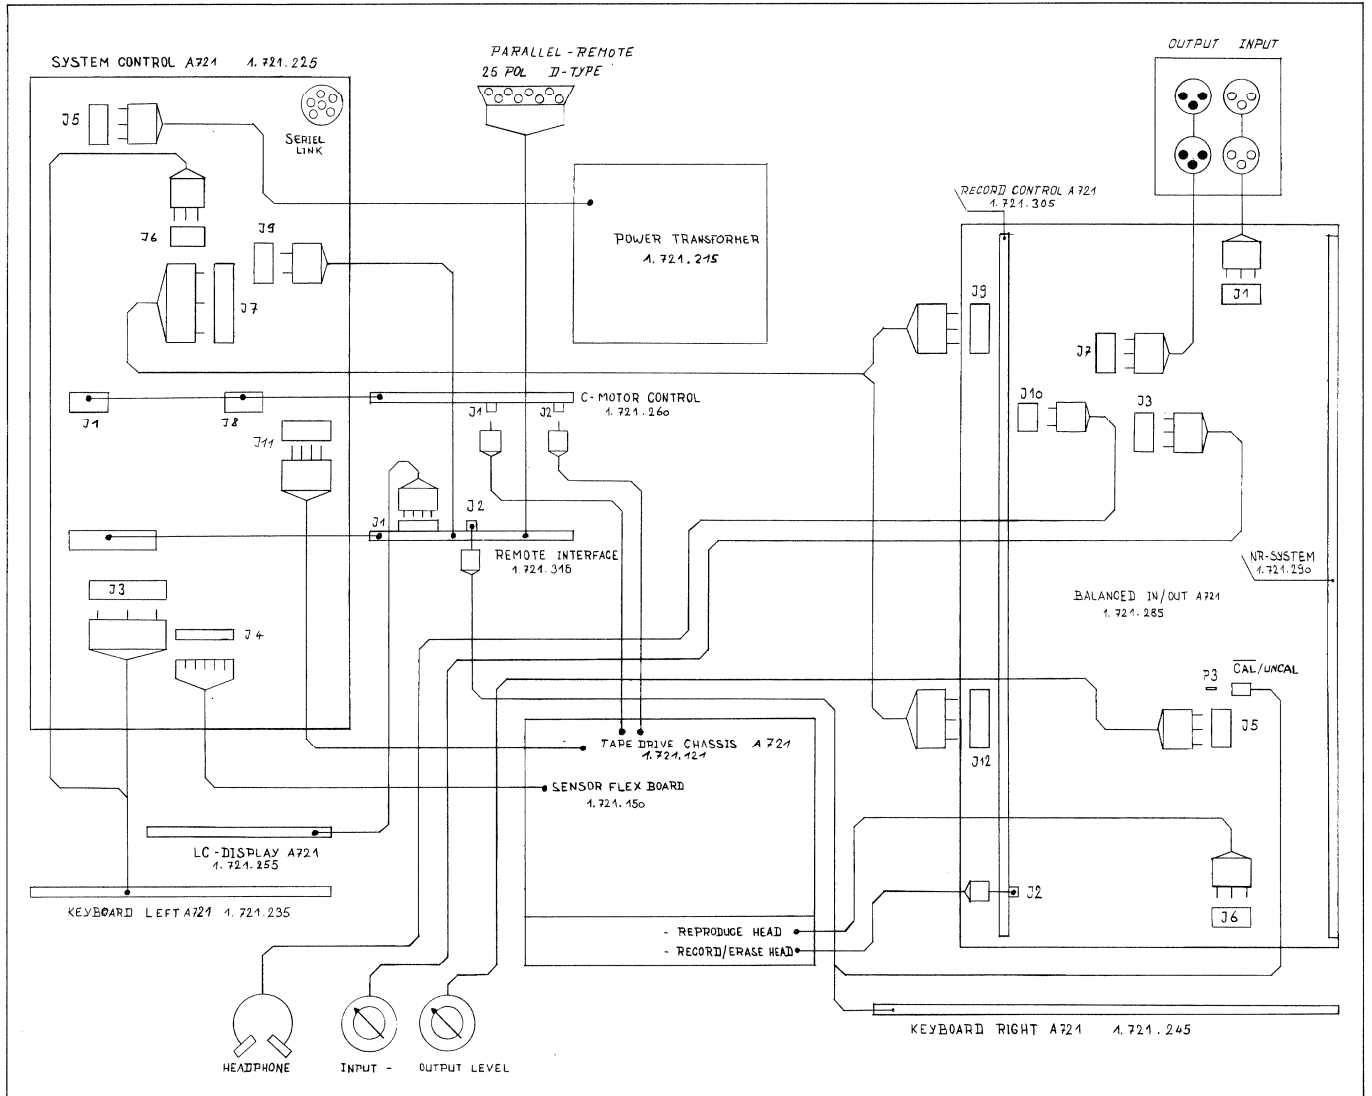 SYSTEM CONTROL A721 1.721.225
PARALLEL-REMOTE
25 POL D-TYPE
OUTPUT INPUT
J5
SERIEL
LINK
J6
J9
J7
POWER TRANSFORMER
1.721.215
RECORD CONTROL A721
1.721.305
J1
J9
J7
J10
J3
J1
J8
J11
C-MOTOR CONTROL
1.721.260
J1
J2
J1
J2
REMOTE INTERFACE
1.721.316
NR-SYSTEM
1.721.290
BALANCED IN/OUT A721
1.721.285
J3
J4
P3
CAL/UNCAL
J5
J12
TAPE DRIVE CHASSIS A721
1.721.121
SENSOR FLEX BOARD
1.721.150
LC-DISPLAY A721
1.721.255
KEYBOARD LEFT A721 1.721.235
J2
J6
- REPRODUCE HEAD
- RECORD/ERASE HEAD
KEYBOARD RIGHT A721 1.721.245
HEADPHONE
INPUT -
OUTPUT LEVEL